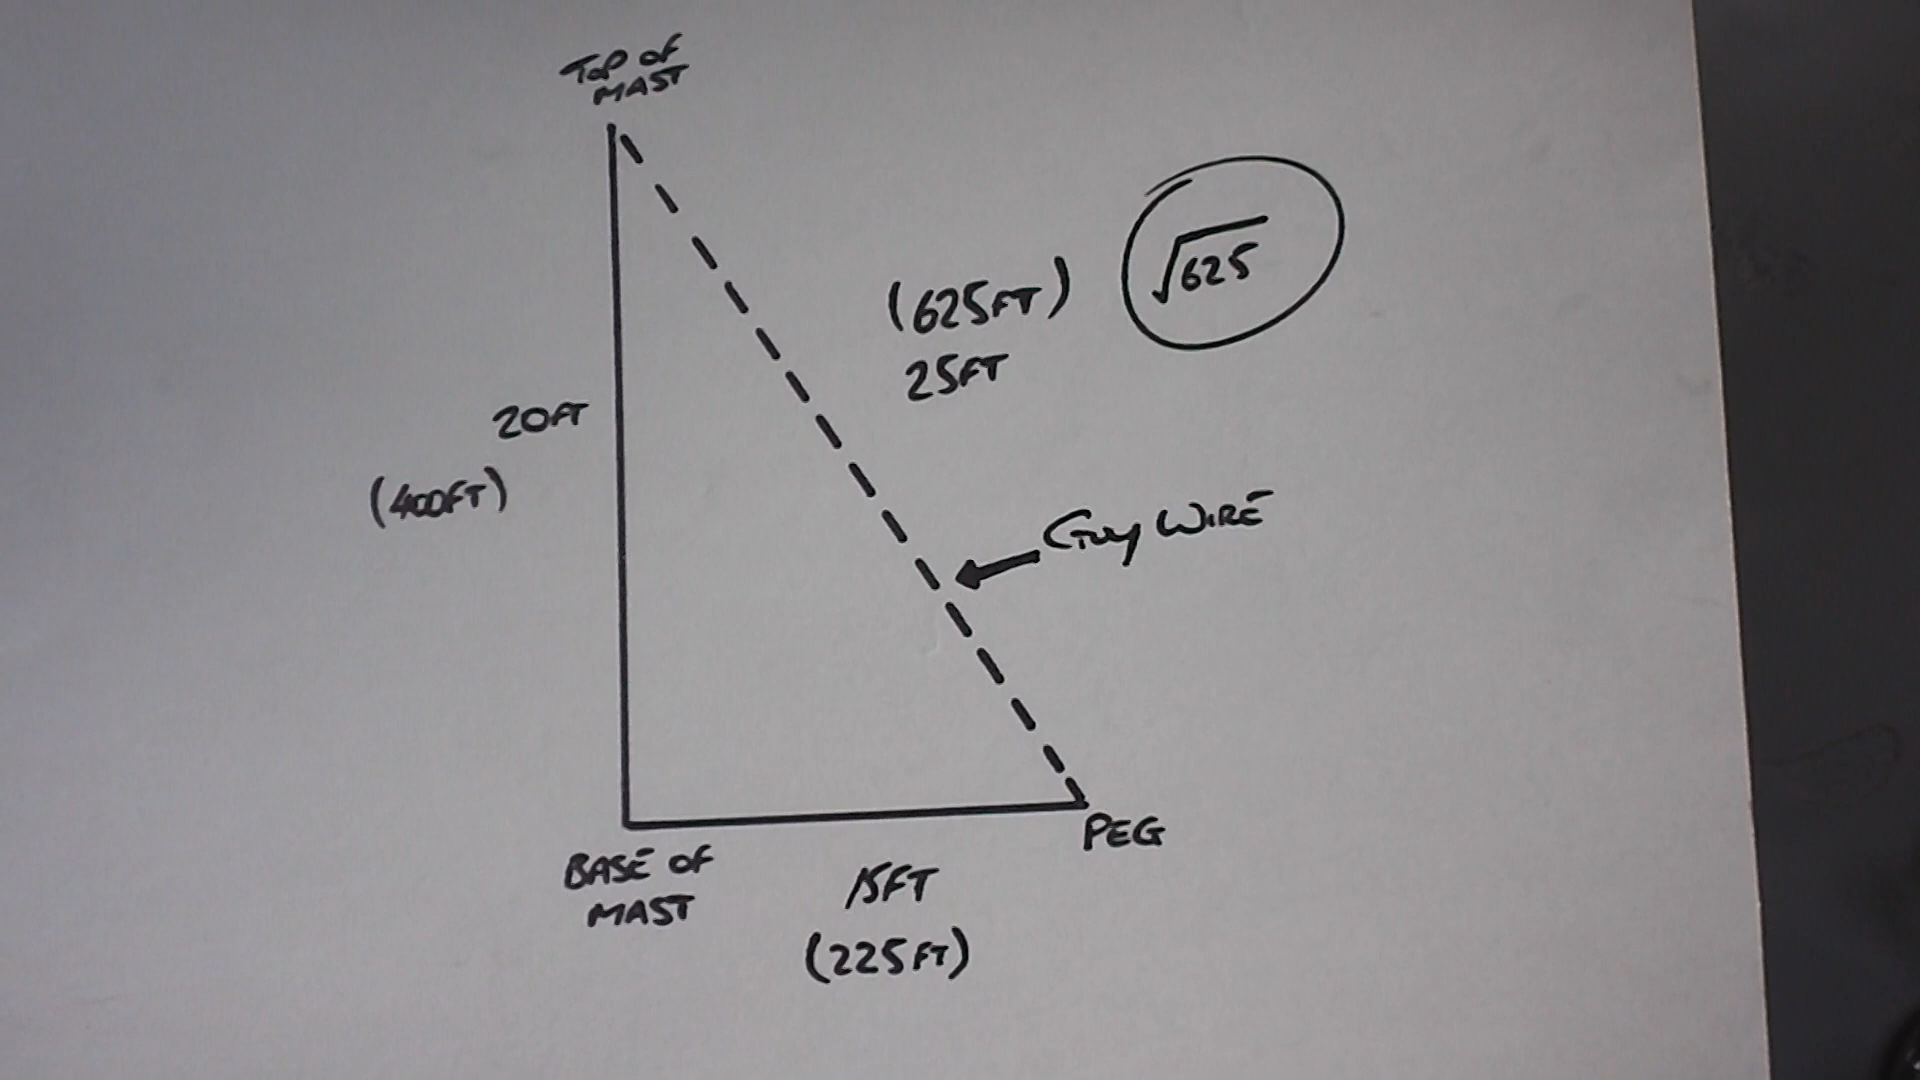 TOP OF
MAST
√625
(625FT)
25FT
20FT
(400FT)
Guy WIRE
PEG
BASE OF
MAST
15FT
(225FT)